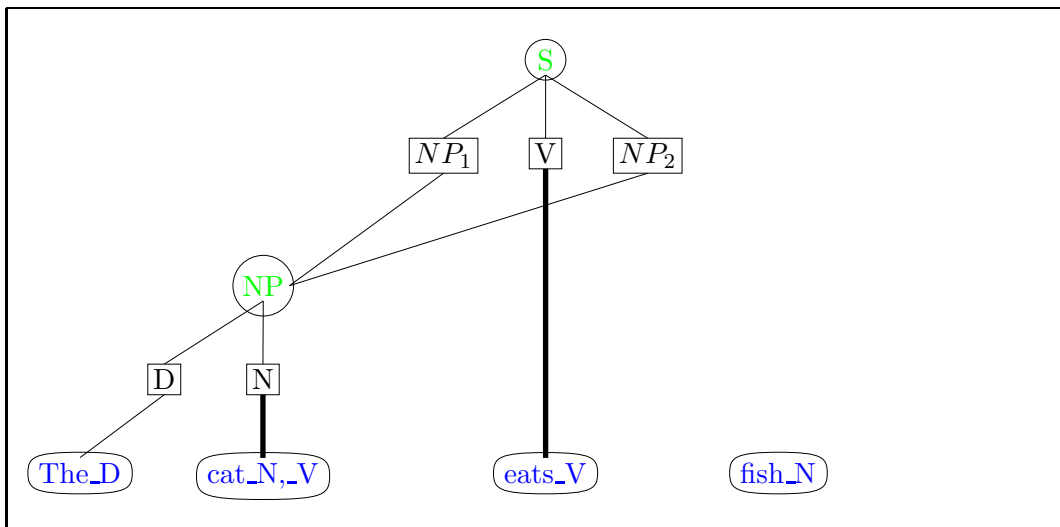 S
NP₁ V NP₂
NP
D N
The_D cat_N,_V eats_V fish_N